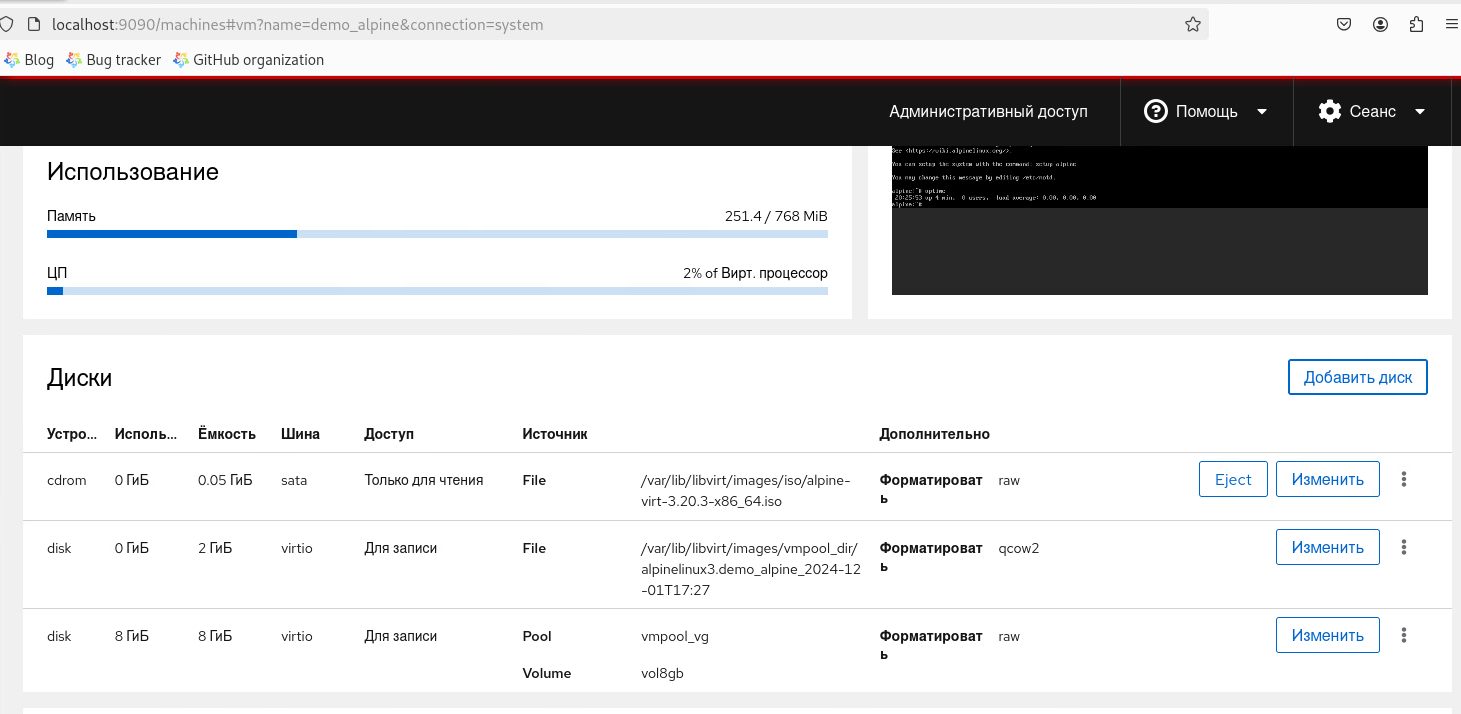 localhost:9090/machines#vm?name=demo_alpine&connection=system
Blog Bug tracker GitHub organization
Административный доступ Помощь Сеанс
Использование
Память 251.4 / 768 MiB
ЦП 2% of Вирт. процессор
See <https://wiki.alpinelinux.org/>.
You can setup the system with the command: setup-alpine
You may change this message by editing /etc/motd.
alpine:~# uptime
20:25:53 up 4 min, 0 users, load average: 0.00, 0.00, 0.00
alpine:~#
Диски Добавить диск
Устро... Исполь... Ёмкость Шина Доступ Источник Дополнительно
cdrom 0 ГиБ 0.05 ГиБ sata Только для чтения File /var/lib/libvirt/images/iso/alpine- Форматироват raw Eject Изменить
virt-3.20.3-x86_64.iso ь
disk 0 ГиБ 2 ГиБ virtio Для записи File /var/lib/libvirt/images/vmpool_dir/ Форматироват qcow2 Изменить
alpinelinux3.demo_alpine_2024-12 ь
-01T17:27
disk 8 ГиБ 8 ГиБ virtio Для записи Pool vmpool_vg Форматироват raw Изменить
ь
Volume vol8gb